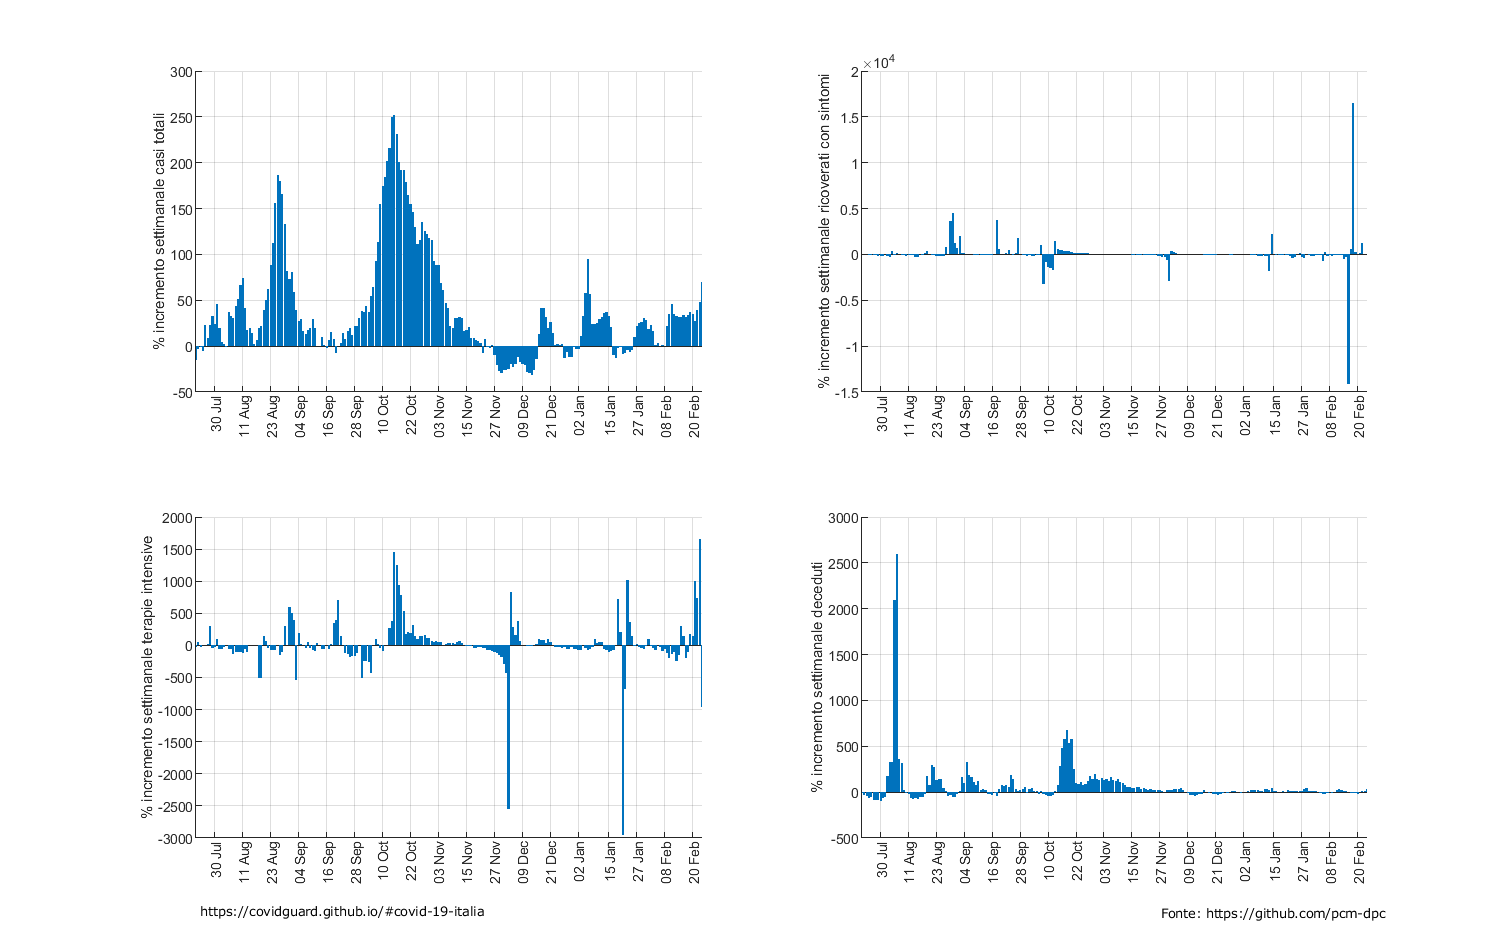 % incremento settimanale casi totali
300
250
200
150
100
50
0
-50
30 Jul
11 Aug
23 Aug
04 Sep
16 Sep
28 Sep
10 Oct
22 Oct
03 Nov
15 Nov
27 Nov
09 Dec
21 Dec
02 Jan
15 Jan
27 Jan
08 Feb
20 Feb
% incremento settimanale ricoverati con sintomi
×10^4
2
1.5
1
0.5
0
-0.5
-1
-1.5
30 Jul
11 Aug
23 Aug
04 Sep
16 Sep
28 Sep
10 Oct
22 Oct
03 Nov
15 Nov
27 Nov
09 Dec
21 Dec
02 Jan
15 Jan
27 Jan
08 Feb
20 Feb
% incremento settimanale terapie intensive
2000
1500
1000
500
0
-500
-1000
-1500
-2000
-2500
-3000
30 Jul
11 Aug
23 Aug
04 Sep
16 Sep
28 Sep
10 Oct
22 Oct
03 Nov
15 Nov
27 Nov
09 Dec
21 Dec
02 Jan
15 Jan
27 Jan
08 Feb
20 Feb
% incremento settimanale deceduti
3000
2500
2000
1500
1000
500
0
-500
30 Jul
11 Aug
23 Aug
04 Sep
16 Sep
28 Sep
10 Oct
22 Oct
03 Nov
15 Nov
27 Nov
09 Dec
21 Dec
02 Jan
15 Jan
27 Jan
08 Feb
20 Feb
https://covidguard.github.io/#covid-19-italia
Fonte: https://github.com/pcm-dpc